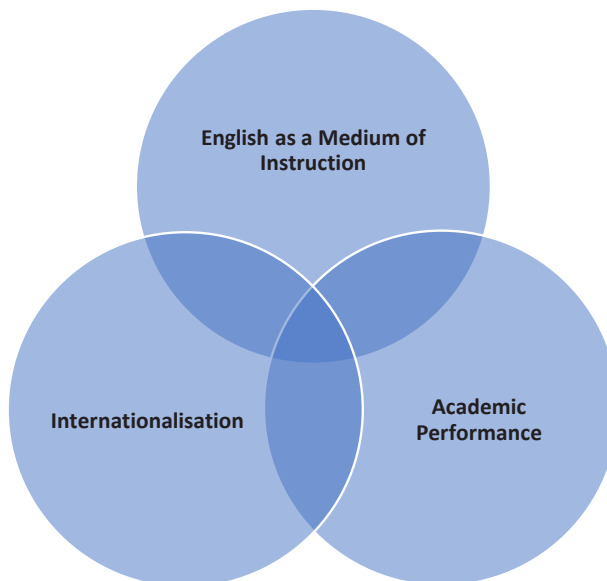 English as a Medium of
Instruction
Internationalisation
Academic
Performance